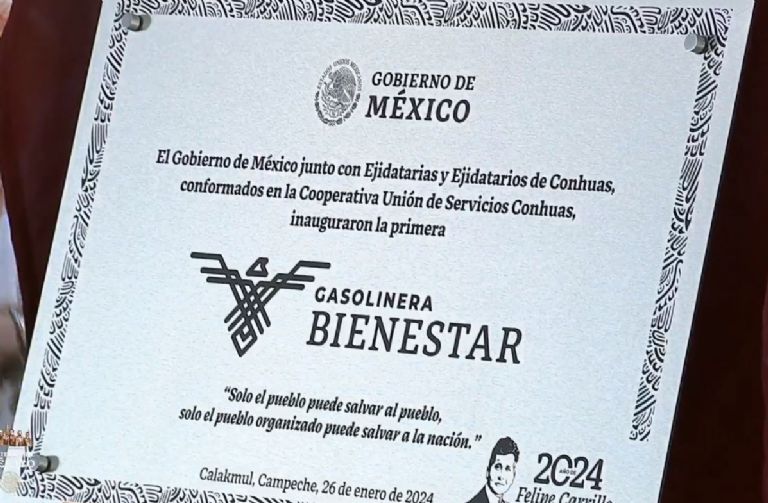 GOBIERNO DE
MÉXICO
El Gobierno de México junto con Ejidatarias y Ejidatarios de Conhuas,
conformados en la Cooperativa Unión de Servicios Conhuas,
inauguraron la primera
GASOLINERA
BIENESTAR
“Solo el pueblo puede salvar al pueblo,
solo el pueblo organizado puede salvar a la nación.”
Calakmul, Campeche, 26 de enero de 2024
2024
AÑO DE
Felipe Carrillo